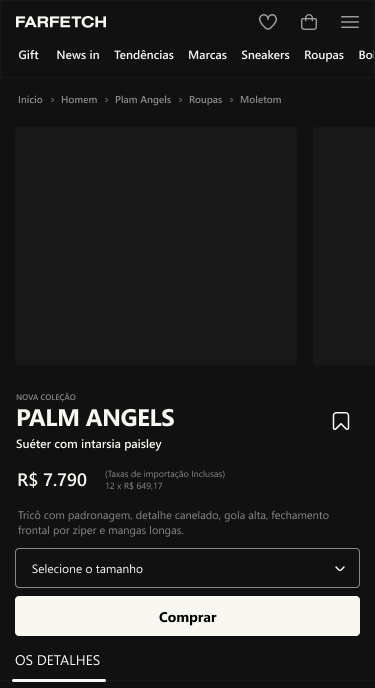 FARFETCH
Gift News in Tendências Marcas Sneakers Roupas Bo
Início > Homem > Plam Angels > Roupas > Moletom
NOVA COLEÇÃO
PALM ANGELS
Suéter com intarsia paisley
R$ 7.790
(Taxas de importação Inclusas)
12 x R$ 649,17
Tricô com padronagem, detalhe canelado, gola alta, fechamento
frontal por zíper e mangas longas.
Selecione o tamanho
Comprar
OS DETALHES